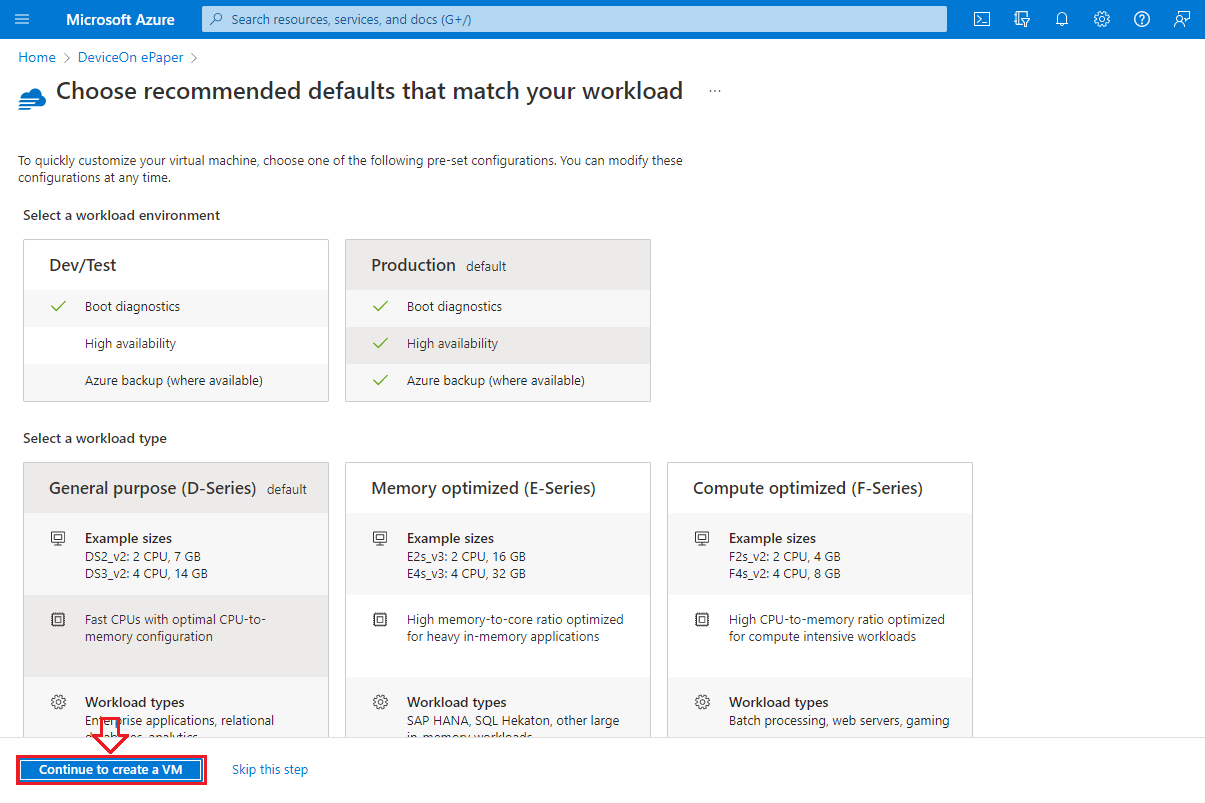 Microsoft Azure
Search resources, services, and docs (G+/)
Home > DeviceOn ePaper >
Choose recommended defaults that match your workload ...
To quickly customize your virtual machine, choose one of the following pre-set configurations. You can modify these
configurations at any time.
Select a workload environment
Dev/Test
Boot diagnostics
High availability
Azure backup (where available)
Production default
Boot diagnostics
High availability
Azure backup (where available)
Select a workload type
General purpose (D-Series) default
Example sizes
DS2_v2: 2 CPU, 7 GB
DS3_v2: 4 CPU, 14 GB
Fast CPUs with optimal CPU-to-
memory configuration
Workload types
Enterprise applications, relational
databases, analytics
Memory optimized (E-Series)
Example sizes
E2s_v3: 2 CPU, 16 GB
E4s_v3: 4 CPU, 32 GB
High memory-to-core ratio optimized
for heavy in-memory applications
Workload types
SAP HANA, SQL Hekaton, other large
in-memory workloads
Compute optimized (F-Series)
Example sizes
F2s_v2: 2 CPU, 4 GB
F4s_v2: 4 CPU, 8 GB
High CPU-to-memory ratio optimized
for compute intensive workloads
Workload types
Batch processing, web servers, gaming
Continue to create a VM
Skip this step